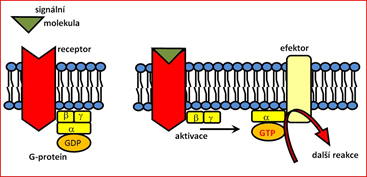 signální
molekula
receptor
efektor
β γ
α
GDP
G-protein
β γ
aktivace
α
GTP
další reakce